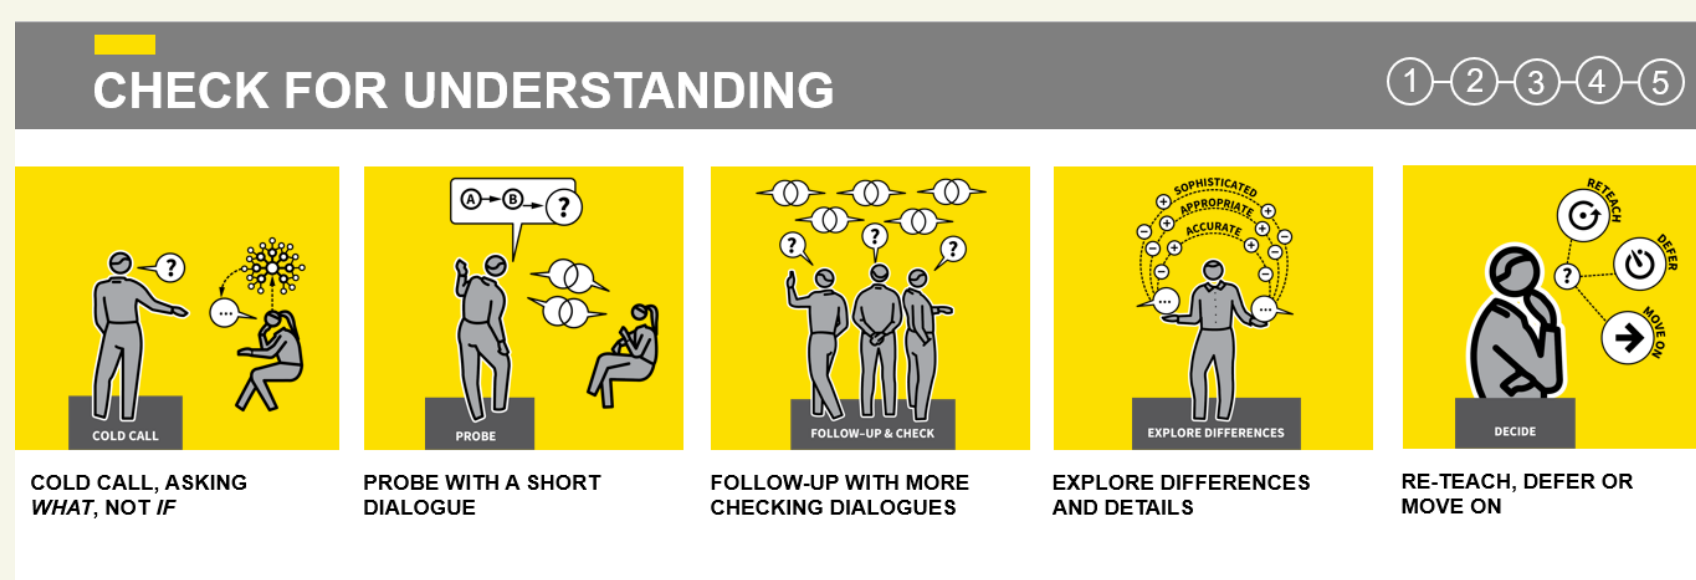 CHECK FOR UNDERSTANDING
1 2 3 4 5
?
...
COLD CALL
COLD CALL, ASKING
WHAT, NOT IF
A B ?
PROBE
PROBE WITH A SHORT
DIALOGUE
? ? ?
FOLLOW-UP & CHECK
FOLLOW-UP WITH MORE
CHECKING DIALOGUES
SOPHISTICATED
APPROPRIATE
ACCURATE
... ...
EXPLORE DIFFERENCES
EXPLORE DIFFERENCES
AND DETAILS
RETEACH
DEFER
?
MOVE ON
DECIDE
RE-TEACH, DEFER OR
MOVE ON